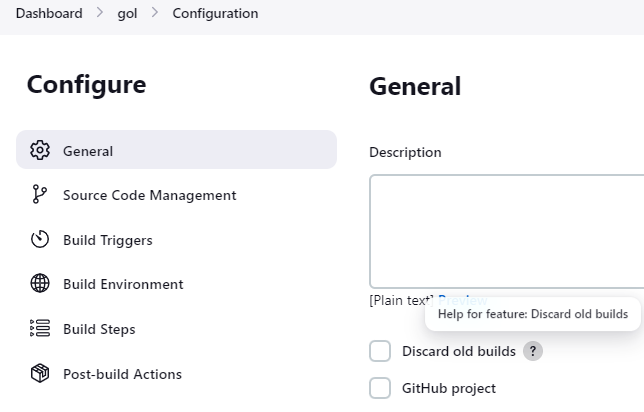 Dashboard > gol > Configuration
Configure
General
Source Code Management
Build Triggers
Build Environment
Build Steps
Post-build Actions
General
Description
[Plain text] Preview
Help for feature: Discard old builds
Discard old builds ?
GitHub project